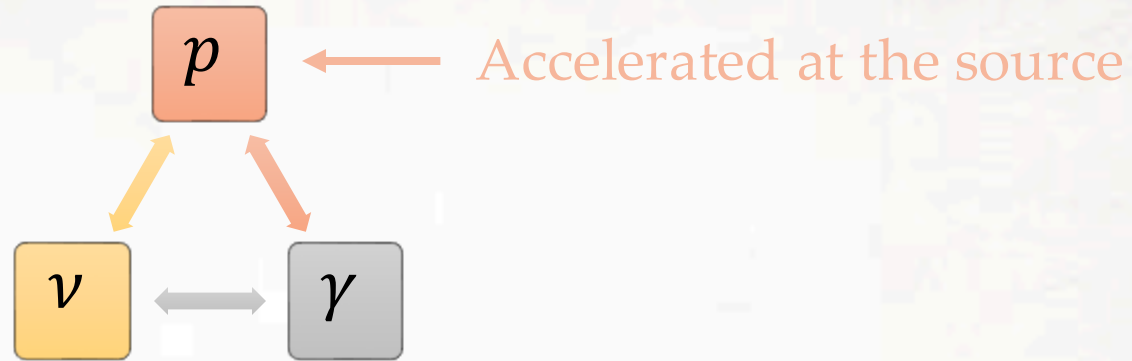 p Accelerated at the source
ν γ